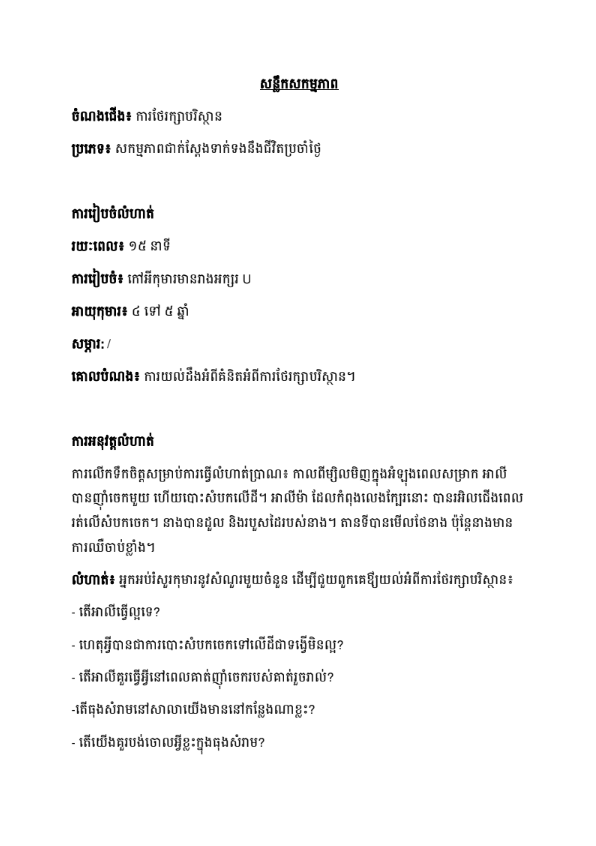 សន្លឹកសកម្មភាព
ចំណងជើង៖ ការថែរក្សាបរិស្ថាន
ប្រភេទ៖ សកម្មភាពជាក់ស្ដែងទាក់ទងនឹងជីវិតប្រចាំថ្ងៃ
ការរៀបចំលំហាត់
រយៈពេល៖ ១៥ នាទី
ការរៀបចំ៖ កៅអីកុមារមានរាងអក្សរ U
អាយុកុមារ៖ ៤ ទៅ ៥ ឆ្នាំ
សម្ភារ: /
គោលបំណង៖ ការយល់ដឹងអំពីគំនិតអំពីការថែរក្សាបរិស្ថាន។
ការអនុវត្តលំហាត់
ការលើកទឹកចិត្តសម្រាប់ការធ្វើលំហាត់ប្រាណ៖ កាលពីម្សិលមិញក្នុងអំឡុងពេលសម្រាក អាលី
បានញ៉ាំចេកមួយ ហើយបោះសំបកលើដី។ អាលីម៉ា ដែលកំពុងលេងក្បែរនោះ បានរអិលជើងពេល
រត់លើសំបកចេក។ នាងបានដួល និងរបួសដៃរបស់នាង។ តានទីបានមើលថែនាង ប៉ុន្តែនាងមាន
ការឈឺចាប់ខ្លាំង។
លំហាត់៖ អ្នកអប់រំសួរកុមារនូវសំណួរមួយចំនួន ដើម្បីជួយពួកគេឱ្យយល់អំពីការថែរក្សាបរិស្ថាន៖
- តើអាលីធ្វើល្អទេ?
- ហេតុអ្វីបានជាការបោះសំបកចេកទៅលើដីជាទង្វើមិនល្អ?
- តើអាលីគួរធ្វើអ្វីនៅពេលគាត់ញ៉ាំចេករបស់គាត់រួចរាល់?
-តើធុងសំរាមនៅសាលាយើងមាននៅកន្លែងណាខ្លះ?
- តើយើងគួរបង់ចោលអ្វីខ្លះក្នុងធុងសំរាម?